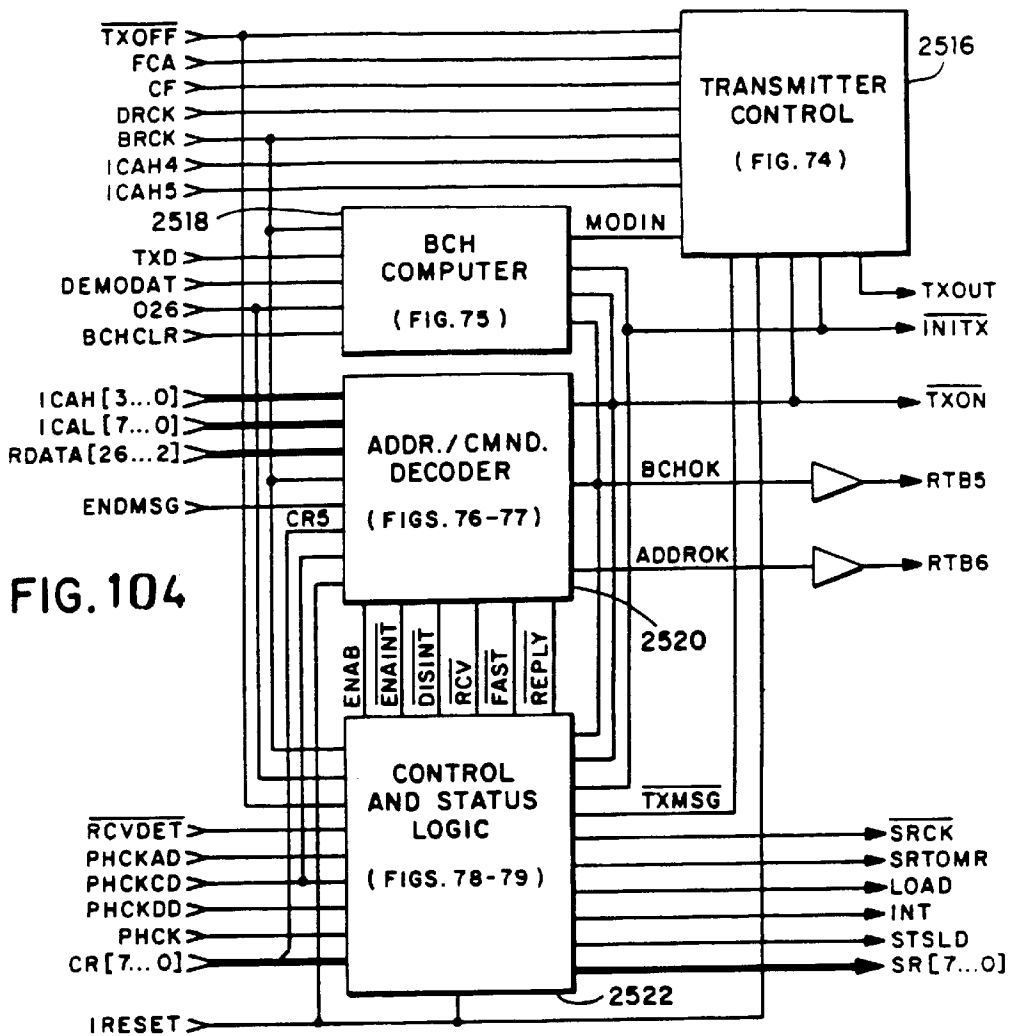 TXOFF
FCA
CF
DRCK
BRCK
ICAH4
ICAH5
TRANSMITTER
CONTROL
(FIG. 74)
2516
2518
TXD
DEMODAT
O26
BCHCLR
BCH
COMPUTER
(FIG. 75)
MODIN
TXOUT
INITX
TXON
ICAH[3...0]
ICAL[7...0]
RDATA[26...2]
ENDMSG
CR5
ADDR./CMND.
DECODER
(FIGS. 76-77)
BCHOK
RTB5
ADDROK
RTB6
FIG. 104
2520
ENAB
ENAINT
DISINT
RCV
FAST
REPLY
CONTROL
AND STATUS
LOGIC
(FIGS. 78-79)
TXMSG
RCVDET
PHCKAD
PHCKCD
PHCKDD
PHCK
CR[7...0]
IRESET
SRCK
SRTOMR
LOAD
INT
STSLD
SR[7...0]
2522